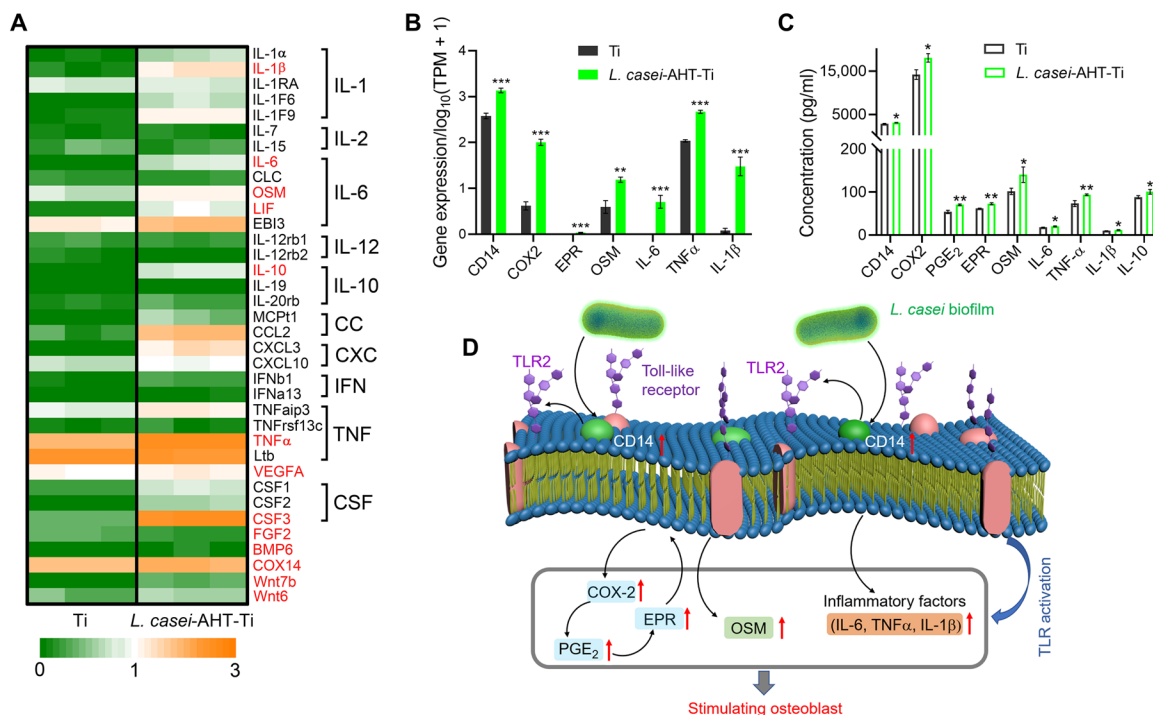 A
IL-1α
IL-1β
IL-1RA
IL-1F6
IL-1F9
IL-7
IL-15
IL-6
CLC
OSM
LIF
EBI3
IL-12rb1
IL-12rb2
IL-10
IL-19
IL-20rb
MCPt1
CCL2
CXCL3
CXCL10
IFNb1
IFNa13
TNFaip3
TNFrsf13c
TNFα
Ltb
VEGFA
CSF1
CSF2
CSF3
FGF2
BMP6
COX14
Wnt7b
Wnt6
IL-1
IL-2
IL-6
IL-12
IL-10
CC
CXC
IFN
TNF
CSF
Ti L. casei-AHT-Ti
0 1 3
B
Gene expression/log10(TPM + 1)
4
3
2
1
0
Ti
L. casei-AHT-Ti
***
***
***
**
***
***
***
CD14 COX2 EPR OSM IL-6 TNFα IL-1β
C
Concentration (pg/ml)
15,000
5000
200
100
0
Ti
L. casei-AHT-Ti
*
*
**
**
*
*
**
*
*
CD14 COX2 PGE2 EPR OSM IL-6 TNF-α IL-1β IL-10
D
L. casei biofilm
TLR2
Toll-like
receptor
TLR2
CD14
CD14
COX-2
EPR
PGE2
OSM
Inflammatory factors
(IL-6, TNFα, IL-1β)
TLR activation
Stimulating osteoblast